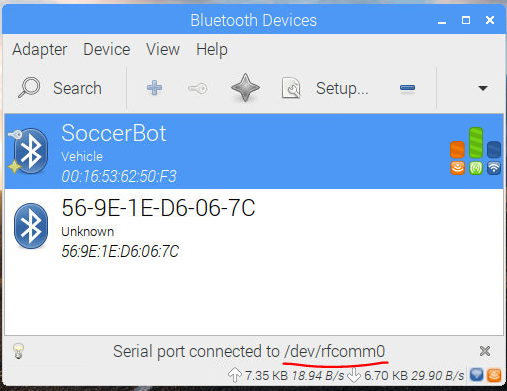 Bluetooth Devices
Adapter Device View Help
Search Setup...
SoccerBot
Vehicle
00:16:53:62:50:F3
56-9E-1E-D6-06-7C
Unknown
56:9E:1E:D6:06:7C
Serial port connected to /dev/rfcomm0
7.35 KB 18.94 B/s 6.70 KB 29.90 B/s